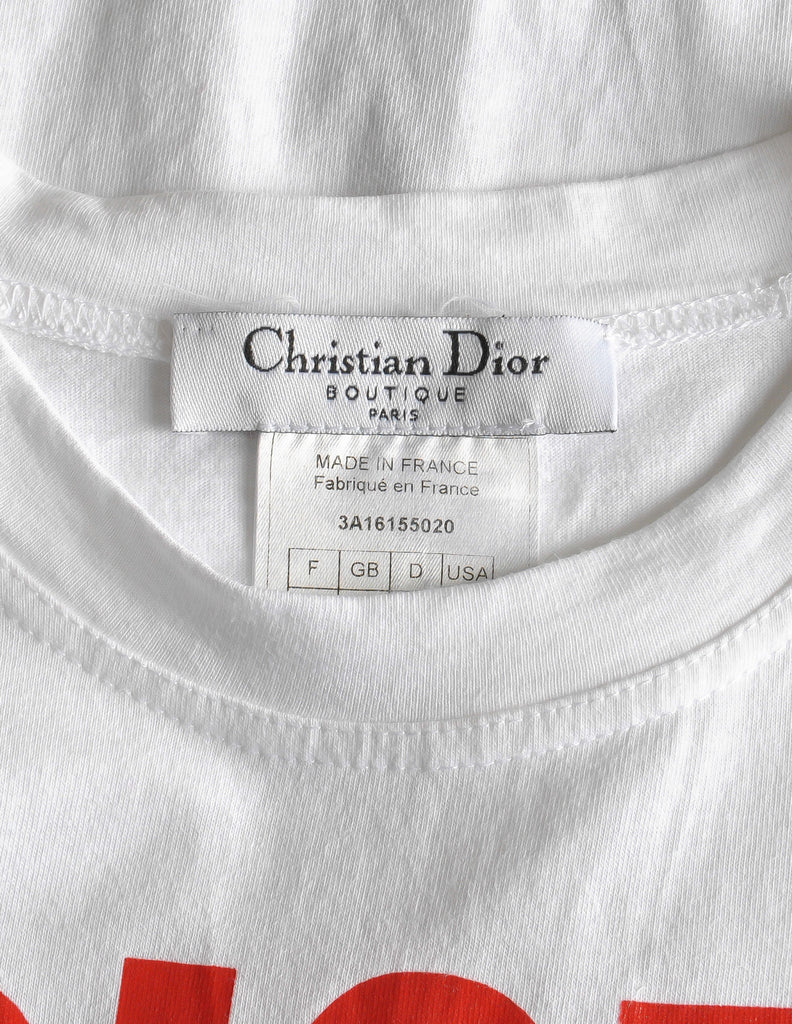 Christian Dior
BOUTIQUE
PARIS
MADE IN FRANCE
Fabriqué en France
3A16155020
F GB D USA